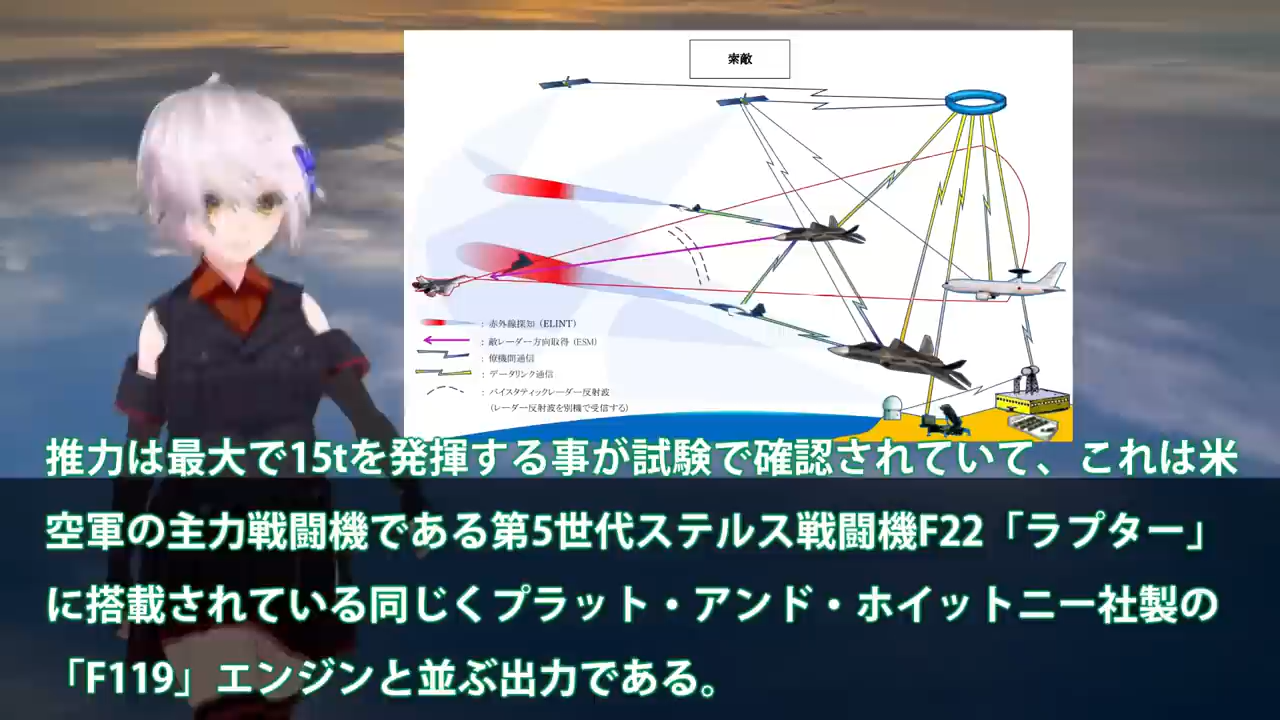 索敵
: 赤外線探知 (ELINT)
: 敵レーダー方向取得 (ESM)
: 僚機間通信
: データリンク通信
: バイスタティックレーダー反射波
(レーダー反射波を別機で受信する)
推力は最大で15tを発揮する事が試験で確認されていて、これは米
空軍の主力戦闘機である第5世代ステルス戦闘機F22「ラプター」
に搭載されている同じくプラット・アンド・ホイットニー社製の
「F119」エンジンと並ぶ出力である。